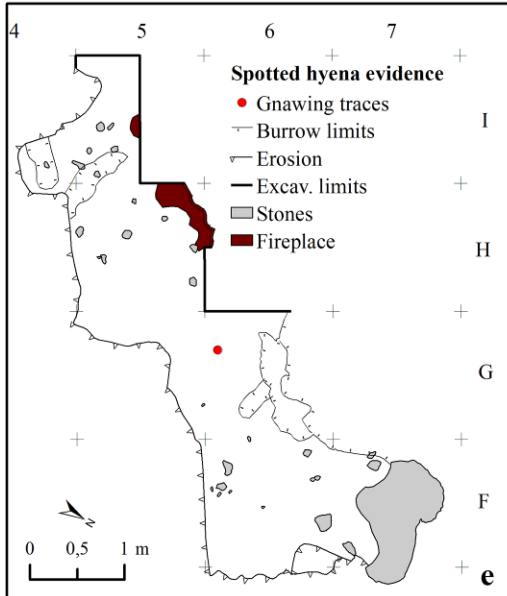 4 5 6 7
Spotted hyena evidence
Gnawing traces
I
Burrow limits
Erosion
Excav. limits
Stones
Fireplace
H
G
F
N
0 0,5 1 m
e